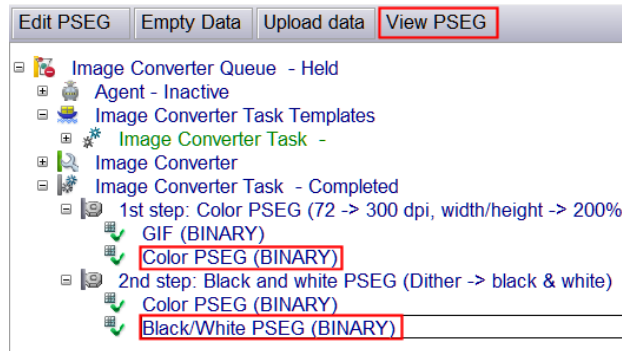 Edit PSEG Empty Data Upload data View PSEG
Image Converter Queue - Held
Agent - Inactive
Image Converter Task Templates
Image Converter Task -
Image Converter
Image Converter Task - Completed
1st step: Color PSEG (72 -> 300 dpi, width/height -> 200%
GIF (BINARY)
Color PSEG (BINARY)
2nd step: Black and white PSEG (Dither -> black & white)
Color PSEG (BINARY)
Black/White PSEG (BINARY)